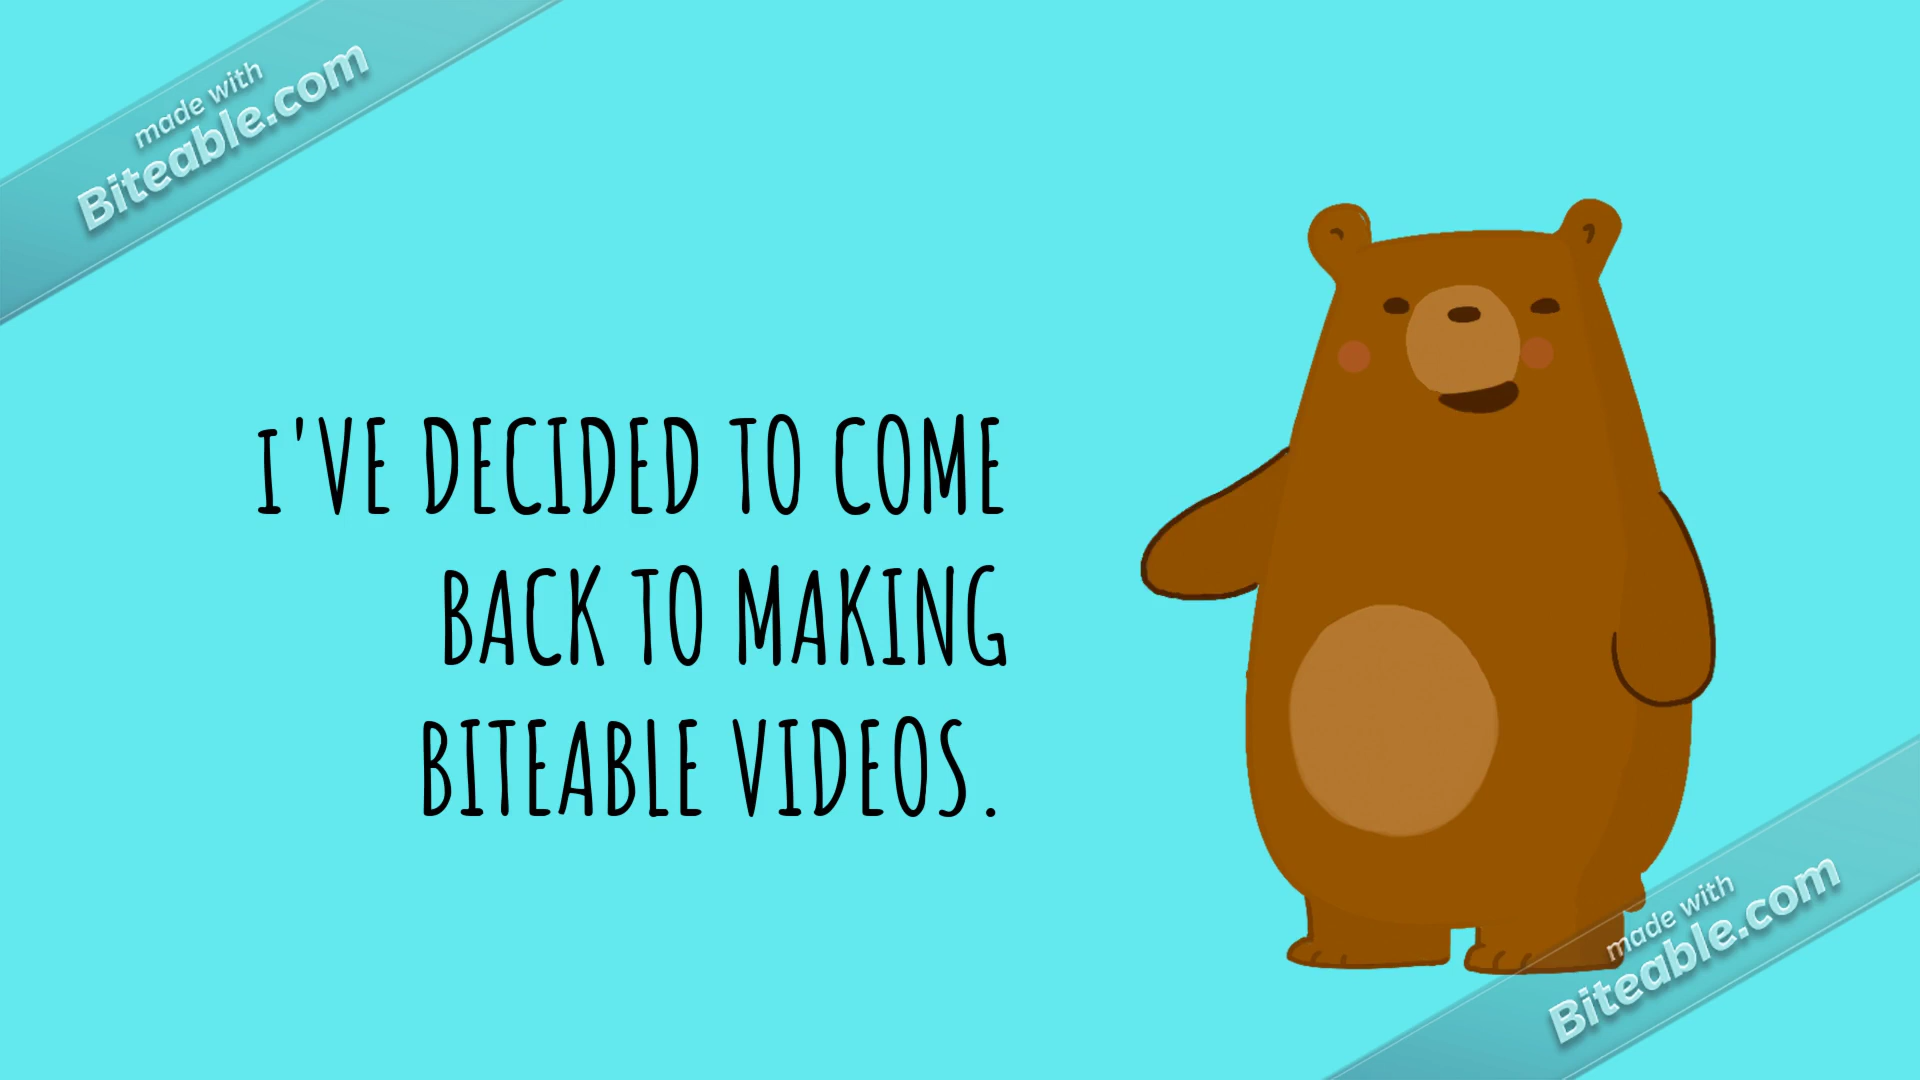 made with
Biteable.com
I'VE DECIDED TO COME
BACK TO MAKING
BITEABLE VIDEOS.
made with
Biteable.com